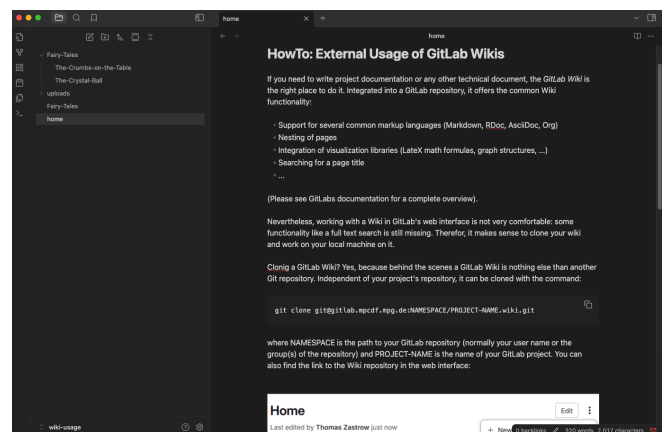 home
home
Fairy-Tales
The-Crumbs-on-the-Table
The-Crystal-Ball
uploads
Fairy-Tales
home
HowTo: External Usage of GitLab Wikis
If you need to write project documentation or any other technical document, the GitLab Wiki is
the right place to do it. Integrated into a GitLab repository, it offers the common Wiki
functionality:
Support for several common markup languages (Markdown, RDoc, AsciiDoc, Org)
Nesting of pages
Integration of visualization libraries (LateX math formulas, graph structures, ...)
Searching for a page title
...
(Please see GitLabs documentation for a complete overview).
Nevertheless, working with a Wiki in GitLab's web interface is not very comfortable: some
functionality like a full text search is still missing. Therefor, it makes sense to clone your wiki
and work on your local machine on it.
Clonig a GitLab Wiki? Yes, because behind the scenes a GitLab Wiki is nothing else than another
Git repository. Independent of your project's repository, it can be cloned with the command:
git clone git@gitlab.mpcdf.mpg.de:NAMESPACE/PROJECT-NAME.wiki.git
where NAMESPACE is the path to your GitLab repository (normally your user name or the
group(s) of the repository) and PROJECT-NAME is the name of your GitLab project. You can
also find the link to the Wiki repository in the web interface:
Home
Edit
Last edited by Thomas Zastrow just now
+ New
wiki-usage
0 backlinks
320 words 2,017 characters